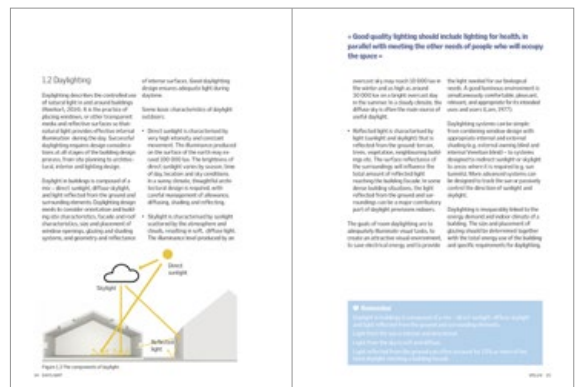 « Good quality lighting should include lighting for health, in
parallel with meeting the other needs of people who will occupy
the space »
1.2 Daylighting
Daylighting describes the controlled use
of natural light in and around buildings
glazing windows, or other transparent
media and reflective surfaces so that
natural light provides effective internal
illumination during the day. Successful
daylighting requires design considera-
tions at all stages of the building design
process, from site planning to architec-
tural, interior and lighting design.
Daylight in buildings is composed of a
mix – direct sunlight, diffuse skylight,
and light reflected from the ground and
surrounding elements. Daylighting design
needs to consider orientation and build-
ing site characteristics, facade and roof
characteristics, size and placement of
window openings, glazing and shading
systems, and geometry and reflectance
of interior surfaces. Good daylighting
design ensures adequate light during
daytime.
Some basic characteristics of daylight
outdoors:
• Direct sunlight is characterised by
very high intensity and constant
movement. The illuminance produced
on the surface of the earth may ex-
ceed 100 000 lux. The brightness of
direct sunlight varies by season, time
of day, location and sky conditions.
In a sunny climate, thoughtful archi-
tectural design is required, with
careful management of allowance,
diffusing, shading and reflecting.
• Skylight is characterised by sunlight
scattered by the atmosphere and
clouds, resulting in soft, diffuse light.
The illuminance level produced by an
Direct
sunlight
Skylight
Reflected
light
Figure 1.2 The components of daylight.
overcast sky may reach 10 000 lux in
the winter and as high as around
30 000 lux on a bright overcast day
in the summer. In a cloudy climate, the
diffuse sky is often the main source of
useful daylight.
• Reflected light is characterised by
light (sunlight and skylight) that is
reflected from the ground: terrain,
trees, vegetation, neighbouring build-
ings etc. The surface reflectance of
the surroundings will influence the
total amount of reflected light
reaching the building facade. In some
dense building situations, the light
reflected from the ground and sur-
roundings can be a major contributory
part of daylight provision indoors.
The goals of room daylighting are to
adequately illuminate visual tasks, to
create an attractive visual environment,
to save electrical energy and to provide
the light needed for our biological
needs. A good luminous environment is
simultaneously comfortable, pleasant,
relevant, and appropriate for its intended
uses and users (Lam, 1977).
Daylighting systems can be simple:
from combining window design with
appropriate internal and external
shading (e.g. external awning blind and
internal Venetian blind) – to systems
designed to redirect sunlight or skylight
to areas where it is required (e.g. sun
tunnels). More advanced systems can
be designed to track the sun or passively
control the direction of sunlight and
skylight.
Daylighting is inseparably linked to the
energy demand and indoor climate of a
building. The size and placement of
glazing should be determined together
with the total energy use of the building
and specific requirements for daylighting.
Remember